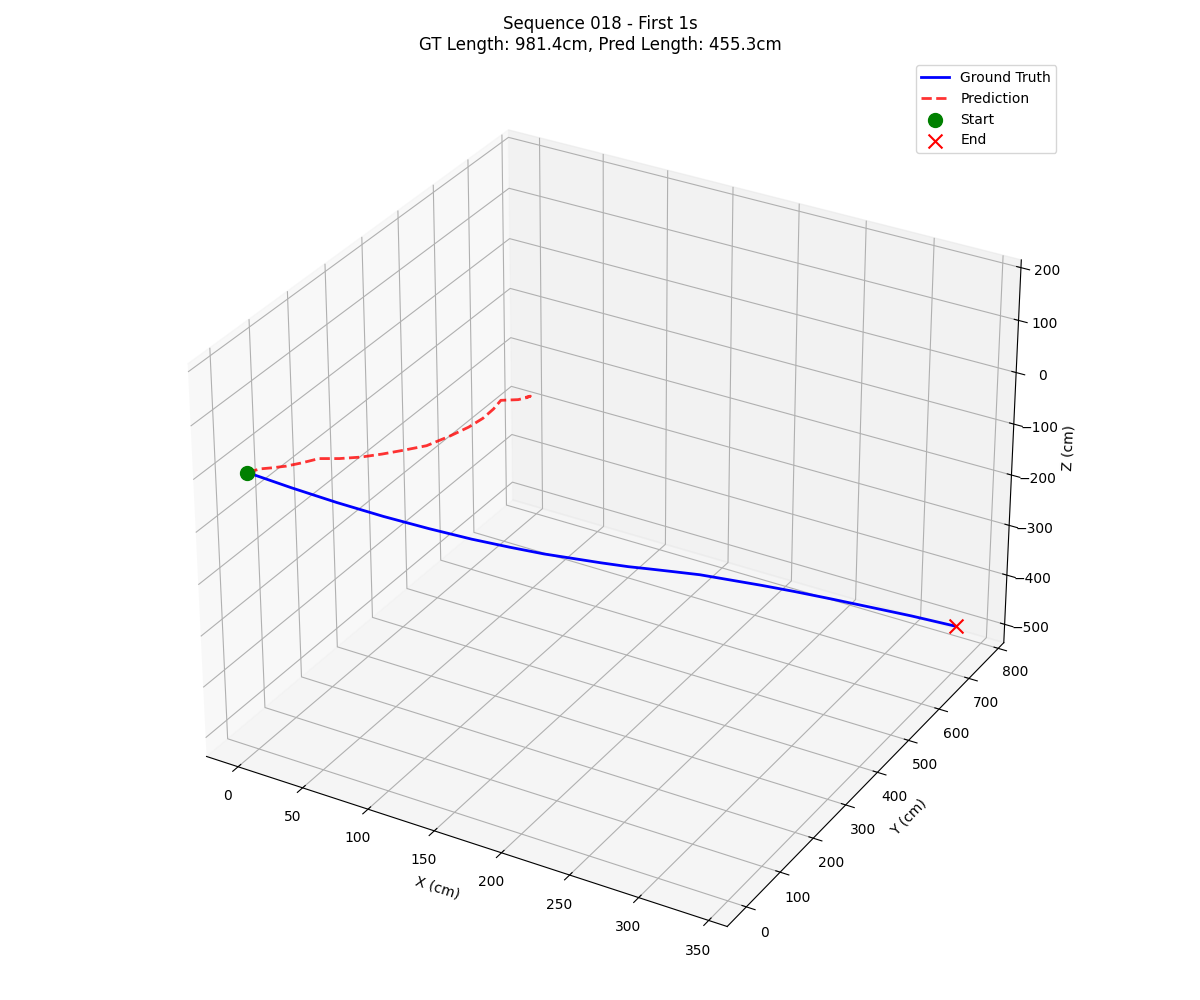 Sequence 018 - First 1s
GT Length: 981.4cm, Pred Length: 455.3cm
Ground Truth
Prediction
Start
End
200
100
0
−100
−200
−300
−400
−500
Z (cm)
800
700
600
500
400
300
200
100
0
Y (cm)
0
50
100
150
200
250
300
350
X (cm)